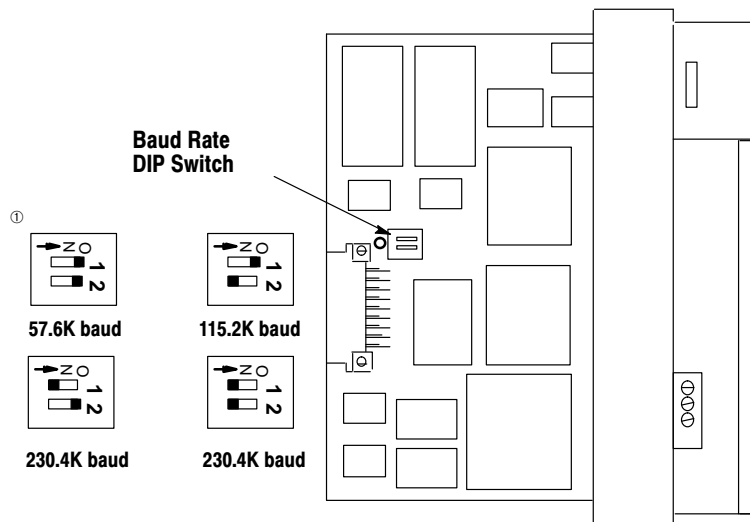 Baud Rate
DIP Switch
①
ON
1
2
57.6K baud
ON
1
2
115.2K baud
ON
1
2
230.4K baud
ON
1
2
230.4K baud